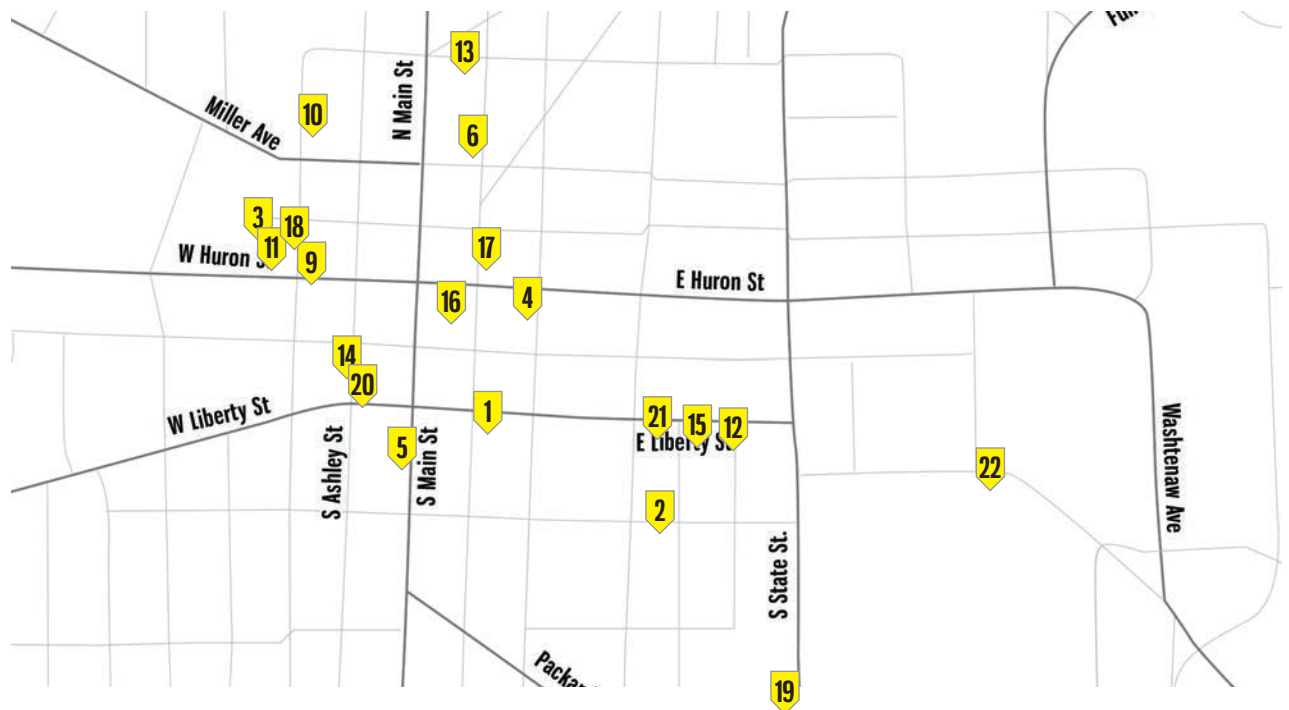 13
N Main St
Miller Ave
10
6
3
18
11
W Huron
9
17
16
4
E Huron St
14
20
W Liberty St
1
21
15
12
E Liberty St
5
S Ashley St
S Main St
22
Washtenaw Ave
2
S State St.
19